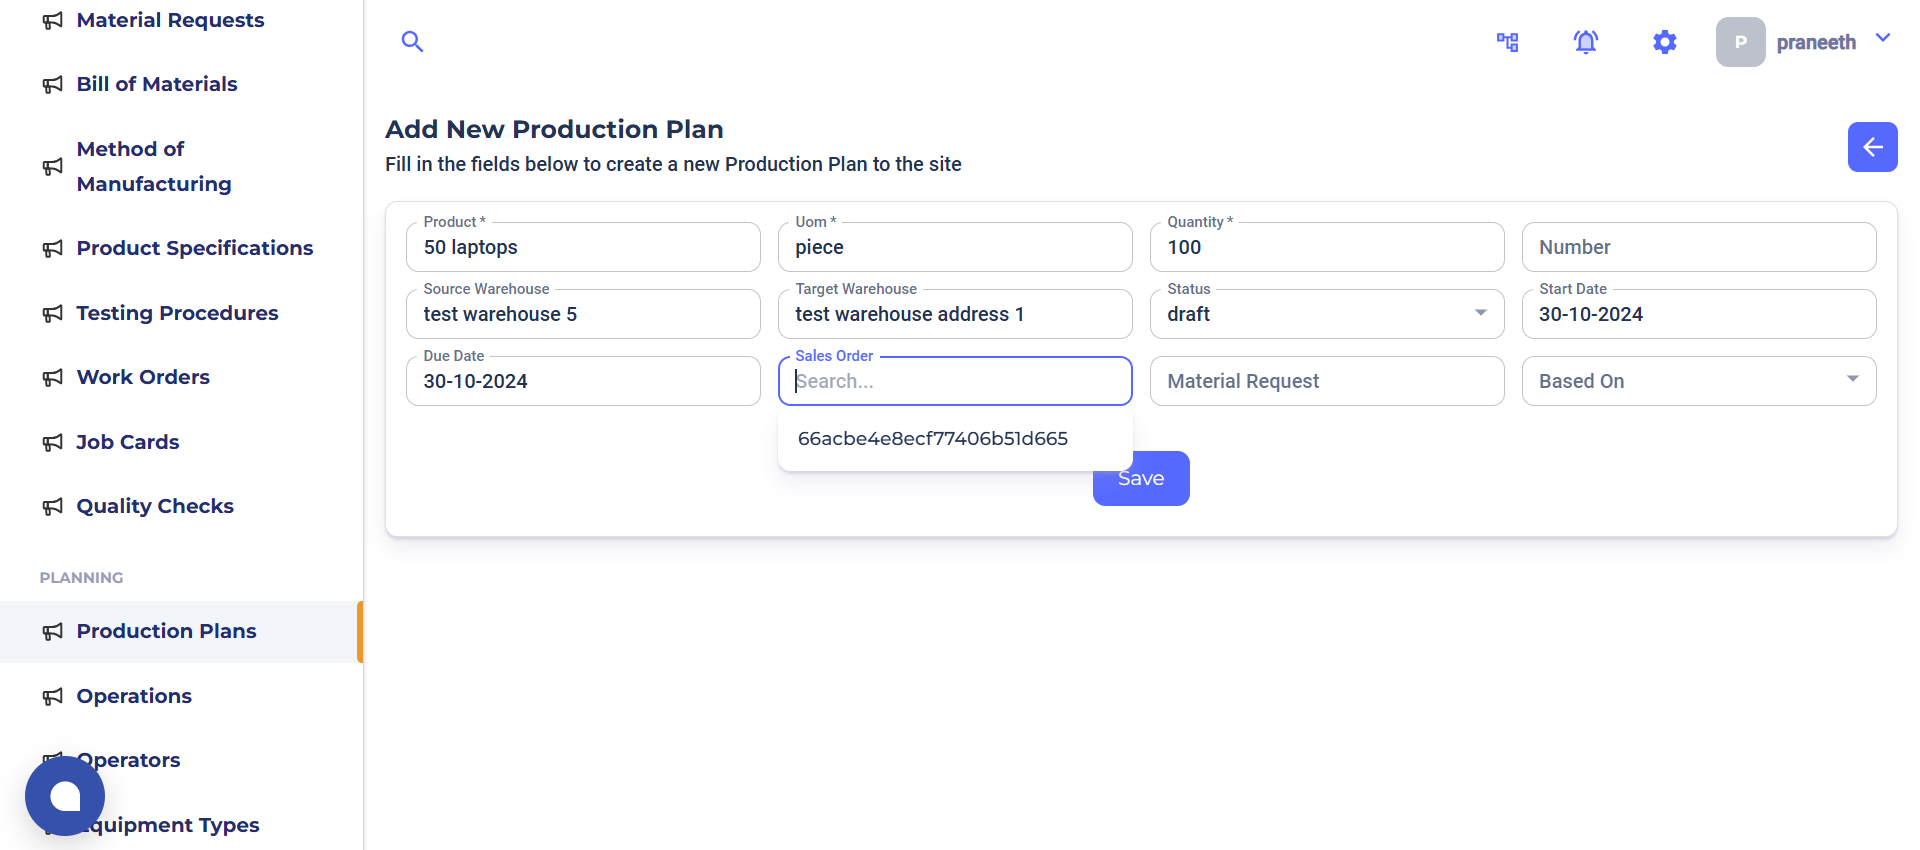 Material Requests
Bill of Materials
Method of
Manufacturing
Product Specifications
Testing Procedures
Work Orders
Job Cards
Quality Checks
PLANNING
Production Plans
Operations
Operators
Equipment Types
P praneeth
Add New Production Plan
Fill in the fields below to create a new Production Plan to the site
Product * Uom * Quantity *
50 laptops piece 100 Number
Source Warehouse Target Warehouse Status Start Date
test warehouse 5 test warehouse address 1 draft 30-10-2024
Due Date Sales Order
30-10-2024 Search... Material Request Based On
66acbe4e8ecf77406b51d665
Save